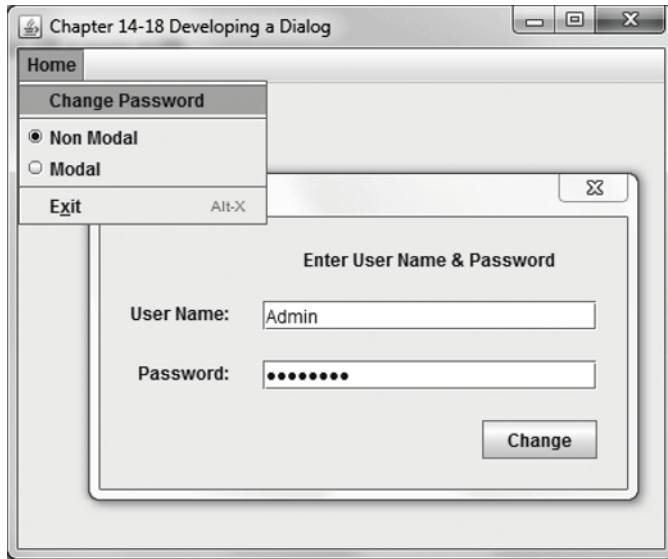 Chapter 14-18 Developing a Dialog
Home
Change Password
Non Modal
Modal
Exit Alt-X
Enter User Name & Password
User Name: Admin
Password: ••••••••
Change